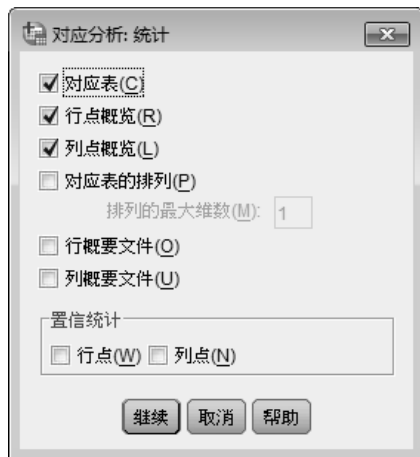 对应分析: 统计
对应表(C)
行点概览(R)
列点概览(L)
对应表的排列(P)
排列的最大维数(M): 1
行概要文件(O)
列概要文件(U)
置信统计
行点(W) 列点(N)
继续 取消 帮助